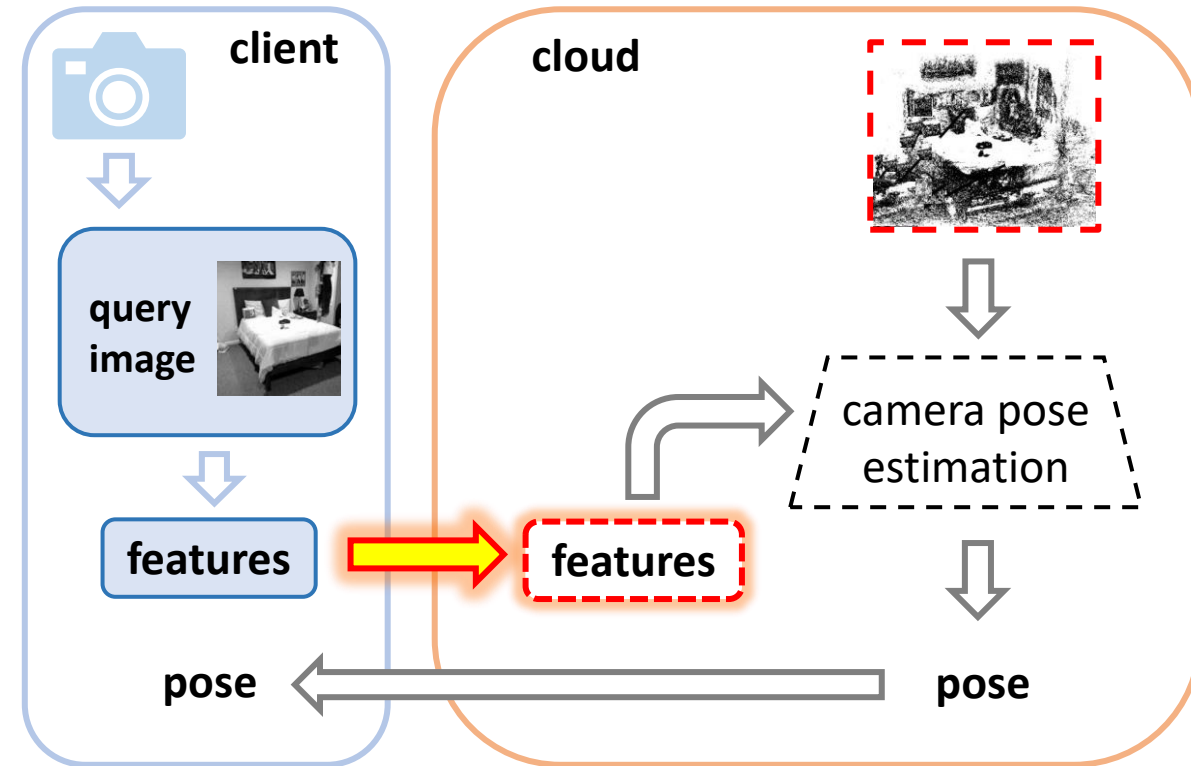 client
query
image
features
pose
cloud
camera pose
estimation
features
pose